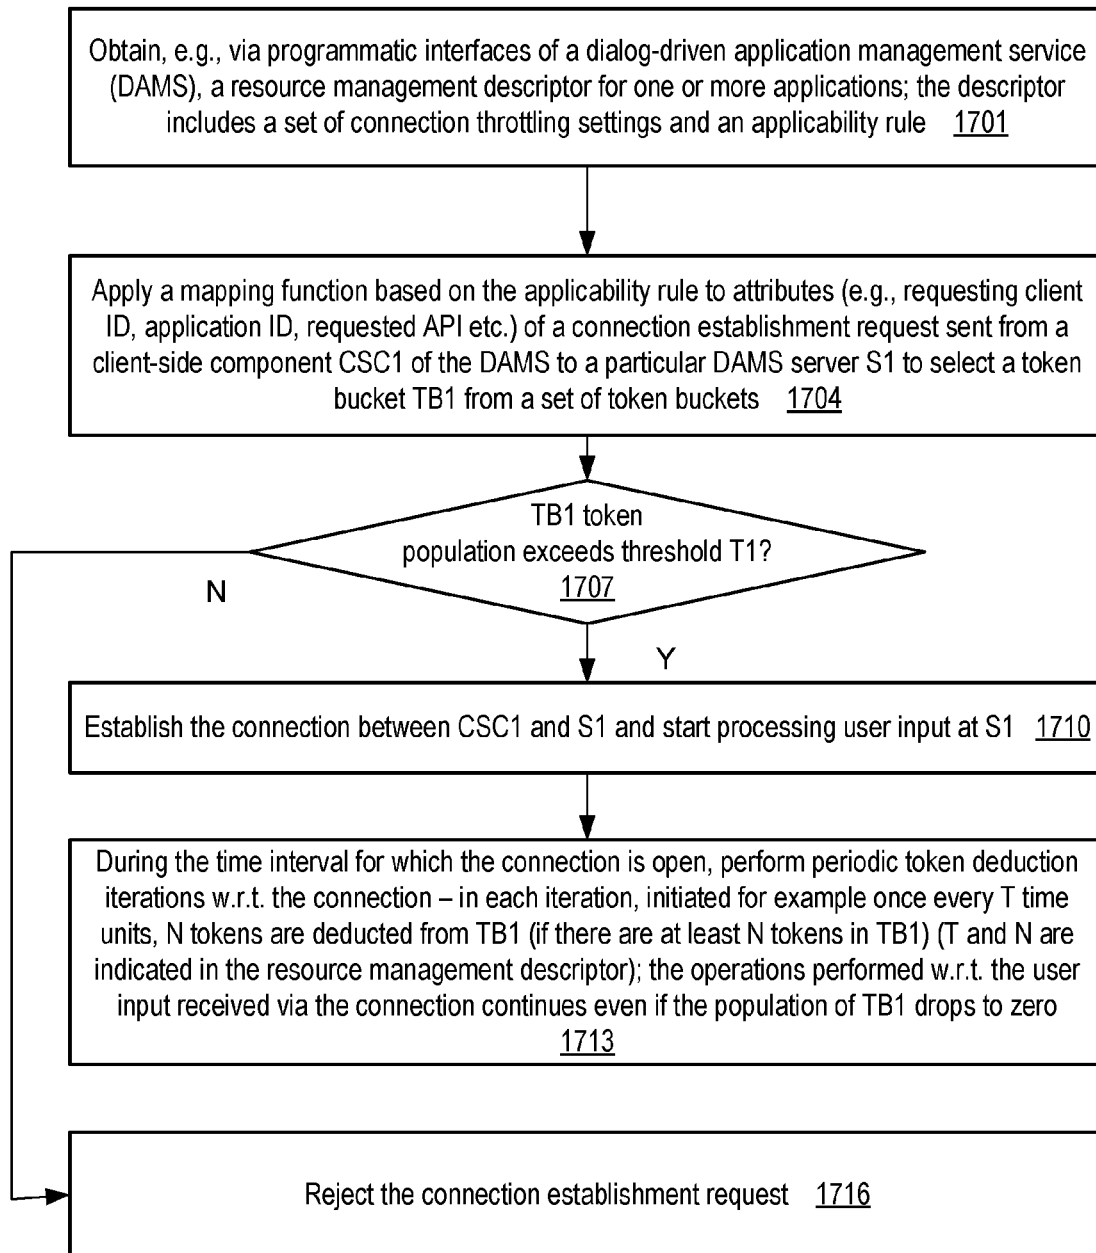 Obtain, e.g., via programmatic interfaces of a dialog-driven application management service
(DAMS), a resource management descriptor for one or more applications; the descriptor
includes a set of connection throttling settings and an applicability rule 1701
Apply a mapping function based on the applicability rule to attributes (e.g., requesting client
ID, application ID, requested API etc.) of a connection establishment request sent from a
client-side component CSC1 of the DAMS to a particular DAMS server S1 to select a token
bucket TB1 from a set of token buckets 1704
TB1 token
population exceeds threshold T1?
1707
N
Y
Establish the connection between CSC1 and S1 and start processing user input at S1 1710
During the time interval for which the connection is open, perform periodic token deduction
iterations w.r.t. the connection – in each iteration, initiated for example once every T time
units, N tokens are deducted from TB1 (if there are at least N tokens in TB1) (T and N are
indicated in the resource management descriptor); the operations performed w.r.t. the user
input received via the connection continues even if the population of TB1 drops to zero
1713
Reject the connection establishment request 1716